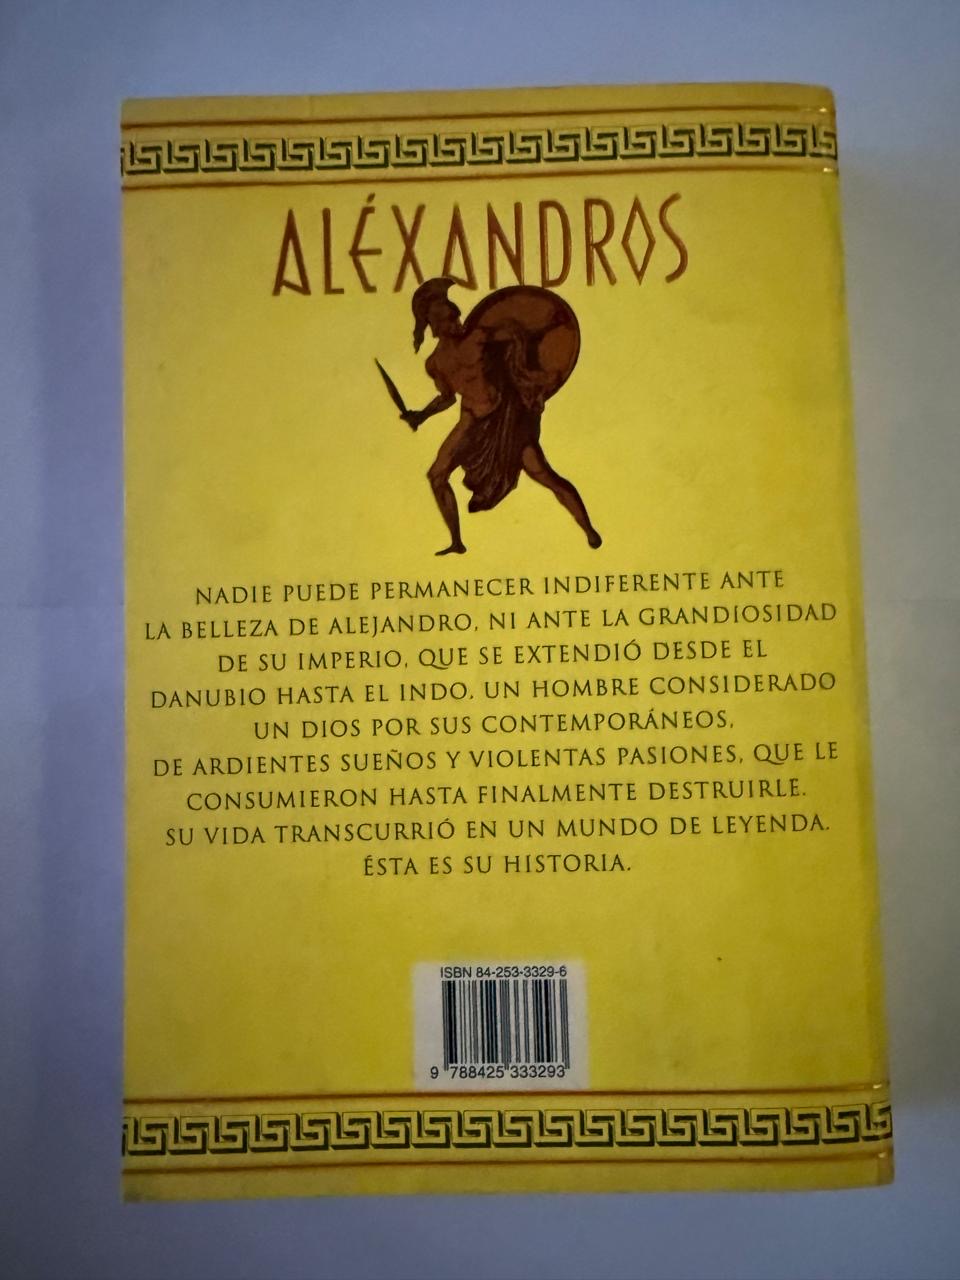 ALÉXANDROS
NADIE PUEDE PERMANECER INDIFERENTE ANTE
LA BELLEZA DE ALEJANDRO, NI ANTE LA GRANDIOSIDAD
DE SU IMPERIO, QUE SE EXTENDIÓ DESDE EL
DANUBIO HASTA EL INDO. UN HOMBRE CONSIDERADO
UN DIOS POR SUS CONTEMPORÁNEOS,
DE ARDIENTES SUEÑOS Y VIOLENTAS PASIONES, QUE LE
CONSUMIERON HASTA FINALMENTE DESTRUIRLE.
SU VIDA TRANSCURRIÓ EN UN MUNDO DE LEYENDA.
ÉSTA ES SU HISTORIA.
ISBN 84-253-3329-6
9 788425 333293